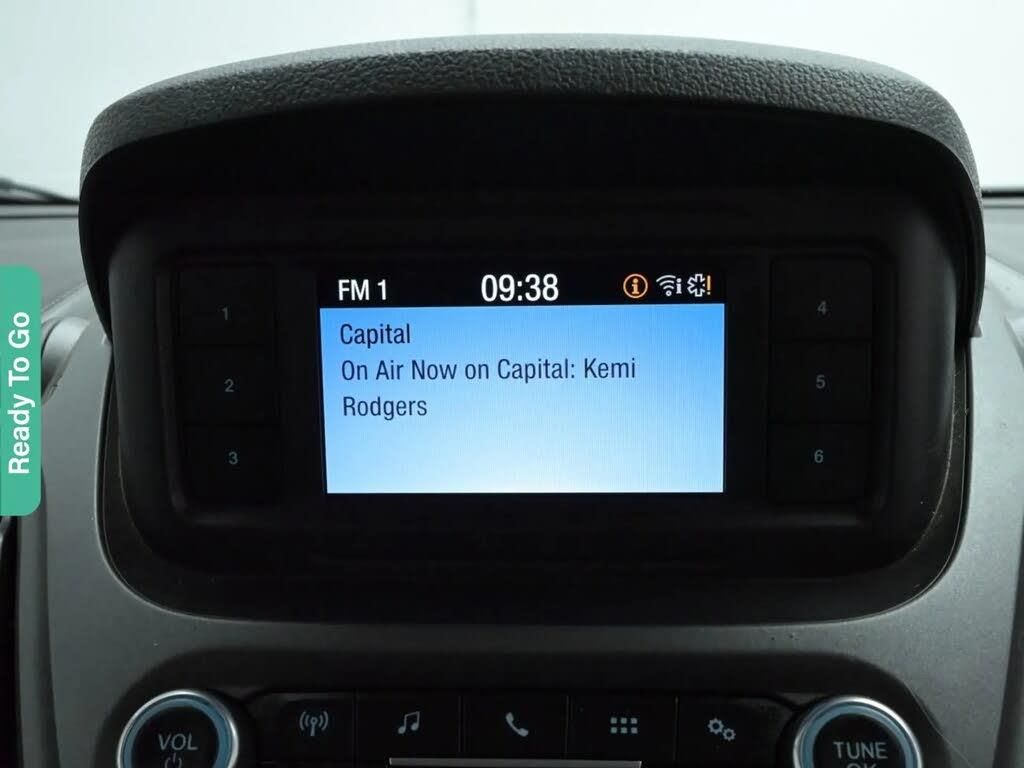 FM 1 09:38
Capital
On Air Now on Capital: Kemi
Rodgers
1
2
3
4
5
6
Ready To Go
VOL
TUNE
OK